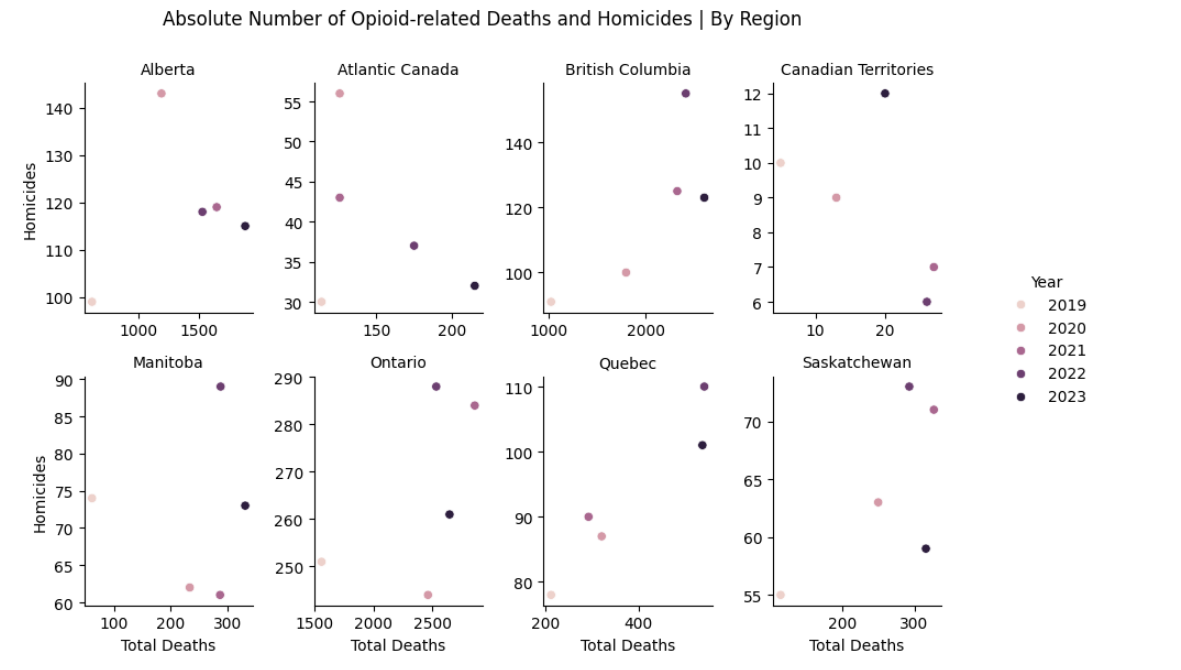 Absolute Number of Opioid-related Deaths and Homicides | By Region
Alberta
Atlantic Canada
British Columbia
Canadian Territories
Homicides
140
130
120
110
100
1000 1500
55
50
45
40
35
30
150 200
140
120
100
1000 2000
12
11
10
9
8
7
6
10 20
Manitoba
Ontario
Quebec
Saskatchewan
Homicides
90
85
80
75
70
65
60
100 200 300
Total Deaths
290
280
270
260
250
1500 2000 2500
Total Deaths
110
100
90
80
200 400
Total Deaths
70
65
60
55
200 300
Total Deaths
Year
2019
2020
2021
2022
2023